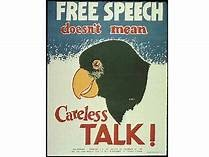 FREE SPEECH
doesn't mean
Careless
TALK!